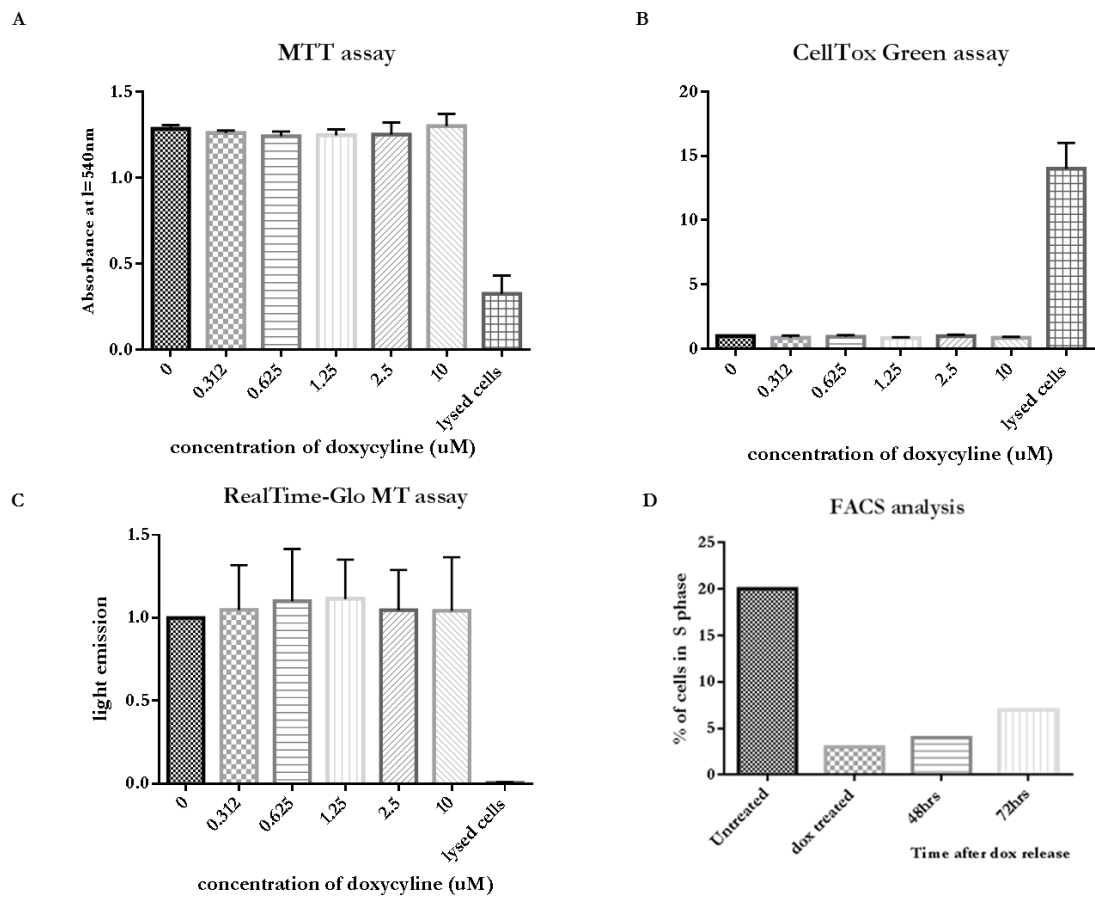 A
MTT assay
Absorbance at l=540nm
1.5
1.0
0.5
0.0
0
0.312
0.625
1.25
2.5
10
lysed cells
concentration of doxycyline (uM)
B
CellTox Green assay
20
15
10
5
0
0
0.312
0.625
1.25
2.5
10
lysed cells
concentration of doxycyline (uM)
C
RealTime-Glo MT assay
light emission
1.5
1.0
0.5
0.0
0
0.312
0.625
1.25
2.5
10
lysed cells
concentration of doxycyline (uM)
D
FACS analysis
% of cells in S phase
25
20
15
10
5
0
Untreated
dox treated
48hrs
72hrs
Time after dox release